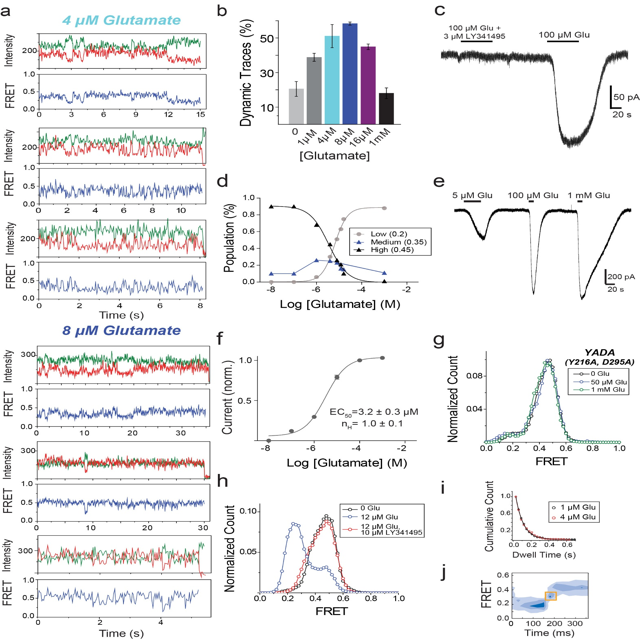 a
4 µM Glutamate
Intensity
200
0
FRET
1.0
0.5
0.0
0 3 6 9 12 15
Intensity
200
FRET
1.0
0.5
0.0
0 2 4 6 8 10
Intensity
200
0
FRET
1.0
0.5
0.0
0 2 4 6 8
Time (s)
8 µM Glutamate
Intensity
300
0
FRET
1.0
0.5
0.0
0 10 20 30
Intensity
300
0
FRET
1.0
0.5
0.0
0 10 20 30
Intensity
300
0
FRET
1.0
0.5
0.0
0 2 4
Time (s)
b
Dynamic Traces (%)
50
30
10
0 1µM 4µM 8µM 16µM 1mM
[Glutamate]
c
100 µM Glu +
3 µM LY341495
100 µM Glu
50 pA
20 s
d
Population (%)
0.8
0.6
0.4
0.2
0.0
Low (0.2)
Medium (0.35)
High (0.45)
-8 -6 -4 -2
Log [Glutamate] (M)
e
5 µM Glu 100 µM Glu 1 mM Glu
200 pA
20 s
f
Current (norm.)
1.0
0.5
EC50=3.2 ± 0.3 µM
nH= 1.0 ± 0.1
-8 -6 -4
Log [Glutamate] (M)
g
YADA
(Y216A, D295A)
0 Glu
50 µM Glu
1 mM Glu
Normalized Count
0.08
0.04
0.0 0.2 0.4 0.6 0.8 1.0
FRET
h
0 Glu
12 µM Glu
12 µM Glu,
10 µM LY341495
Normalized Count
0.10
0.05
0.0 0.2 0.4 0.6 0.8 1.0
FRET
i
1 µM Glu
4 µM Glu
Cumulative Count
1.0
0.5
0.0
0.0 0.2 0.4 0.6
Dwell Time (s)
j
FRET
0.6
0.4
0.2
0.0
0 100 200 300
Time (ms)